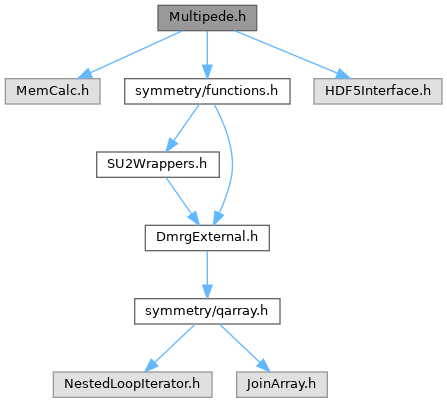 Multipede.h
MemCalc.h
symmetry/functions.h
HDF5Interface.h
SU2Wrappers.h
DmrgExternal.h
symmetry/qarray.h
NestedLoopIterator.h
JoinArray.h